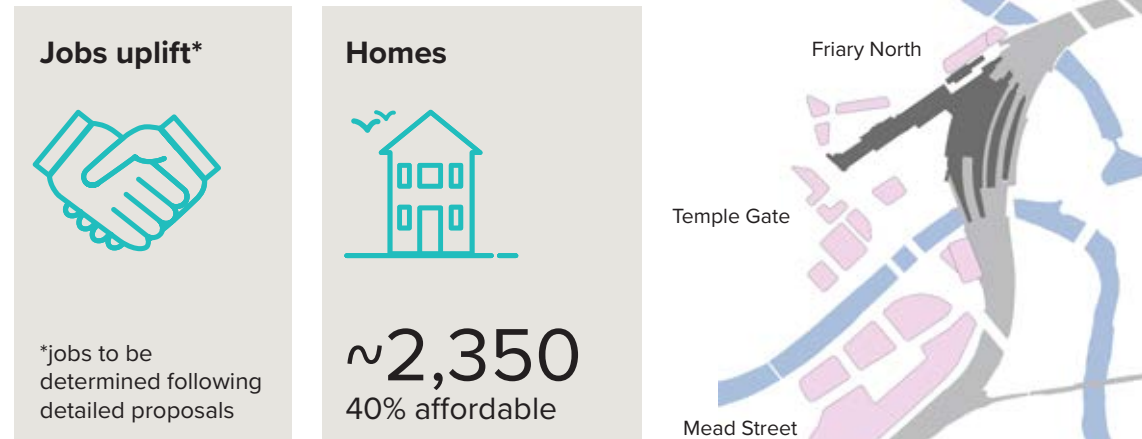 Jobs uplift*
*jobs to be
determined following
detailed proposals
Homes
~2,350
40% affordable
Friary North
Temple Gate
Mead Street